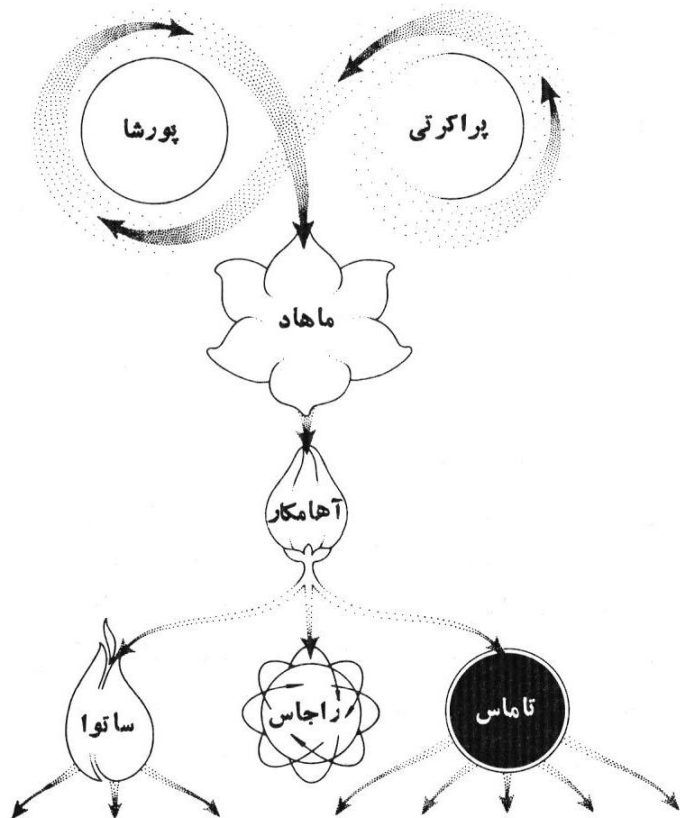 پراکرتی
پورشا
ماهاد
آهامکار
تاماس
راجاس
ساتوا